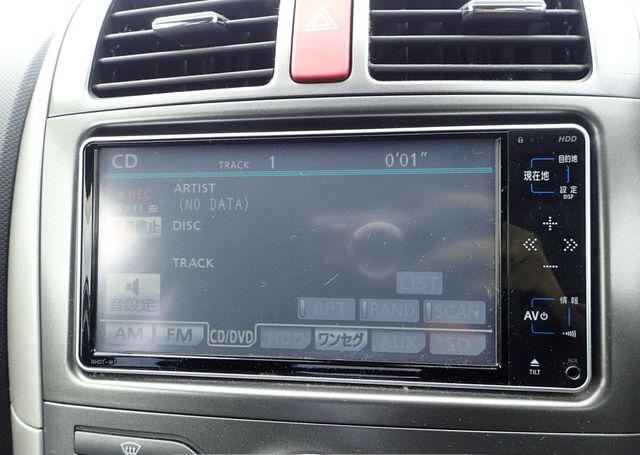 CD TRACK 1 0'01"
HDD
REC
ARTIST
(NO DATA)
DISC
TRACK
音設定
LIST
RPT RAND SCAN
AM FM CD/DVD HDD ワンセグ AUX SD
現在地
目的地
設定
DISP
情報
AV
TILT
AUX